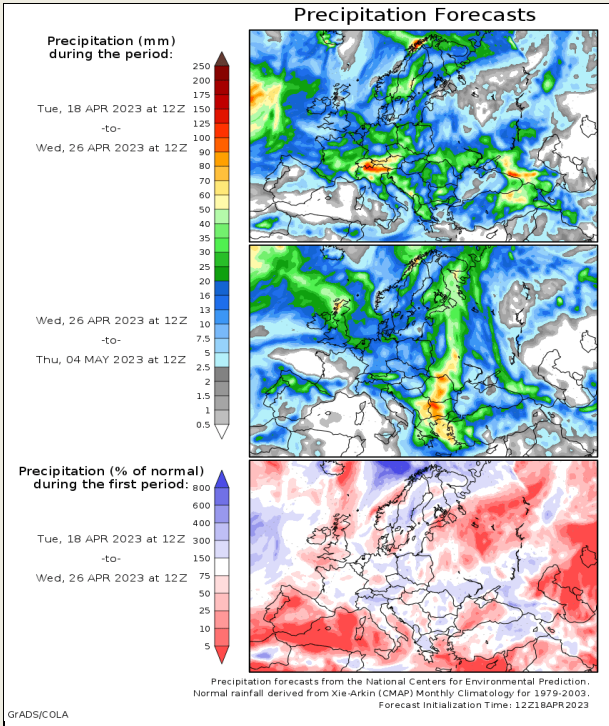 Precipitation Forecasts
Precipitation (mm)
during the period:
250
200
175
150
125
100
90
80
70
60
50
40
35
30
25
20
16
13
10
7.5
5
2.5
2
1.5
1
0.5
Tue, 18 APR 2023 at 12Z
-to-
Wed, 26 APR 2023 at 12Z
Wed, 26 APR 2023 at 12Z
-to-
Thu, 04 MAY 2023 at 12Z
Precipitation (% of normal)
during the first period:
800
600
400
300
150
75
50
25
10
5
Tue, 18 APR 2023 at 12Z
-to-
Wed, 26 APR 2023 at 12Z
Precipitation forecasts from the National Centers for Environmental Prediction.
Normal rainfall derived from Xie-Arkin (CMAP) Monthly Climatology for 1979-2003.
Forecast Initialization Time: 12Z18APR2023
GrADS/COLA